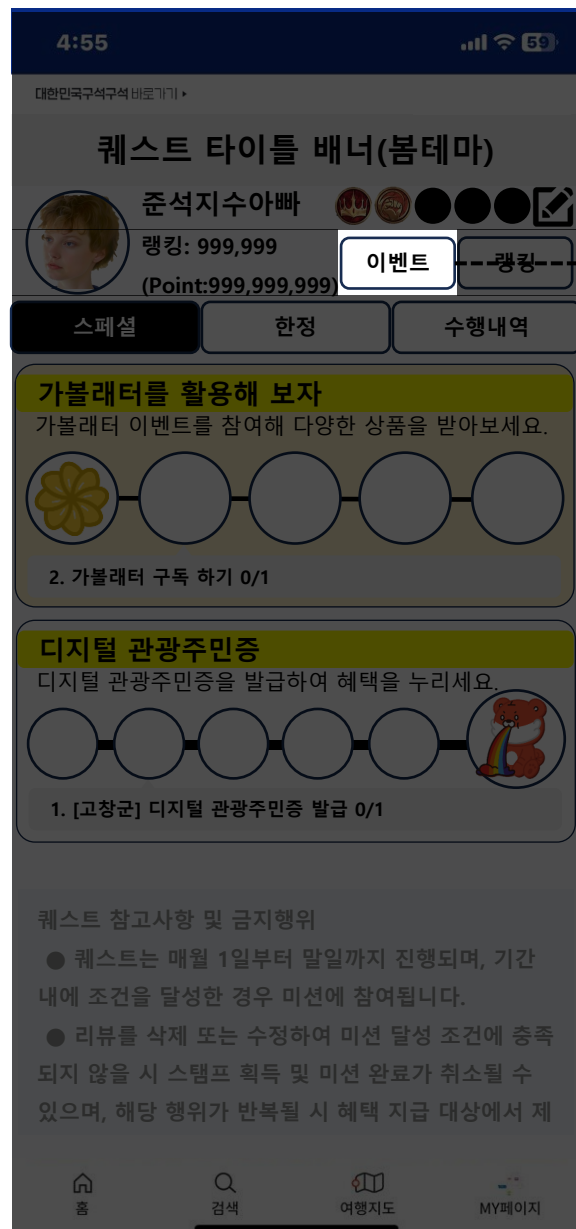 4:55
59
대한민국구석구석 바로가기
퀘스트 타이틀 배너(봄테마)
준석지수아빠
랭킹: 999,999
(Point:999,999,999)
이벤트
랭킹
스페셜
한정
수행내역
가볼래터를 활용해 보자
가볼래터 이벤트를 참여해 다양한 상품을 받아보세요.
2. 가볼래터 구독 하기 0/1
디지털 관광주민증
디지털 관광주민증을 발급하여 혜택을 누리세요.
1. [고창군] 디지털 관광주민증 발급 0/1
퀘스트 참고사항 및 금지행위
● 퀘스트는 매월 1일부터 말일까지 진행되며, 기간
내에 조건을 달성한 경우 미션에 참여됩니다.
● 리뷰를 삭제 또는 수정하여 미션 달성 조건에 충족
되지 않을 시 스탬프 획득 및 미션 완료가 취소될 수
있으며, 해당 행위가 반복될 시 혜택 지급 대상에서 제
홈
검색
여행지도
MY페이지